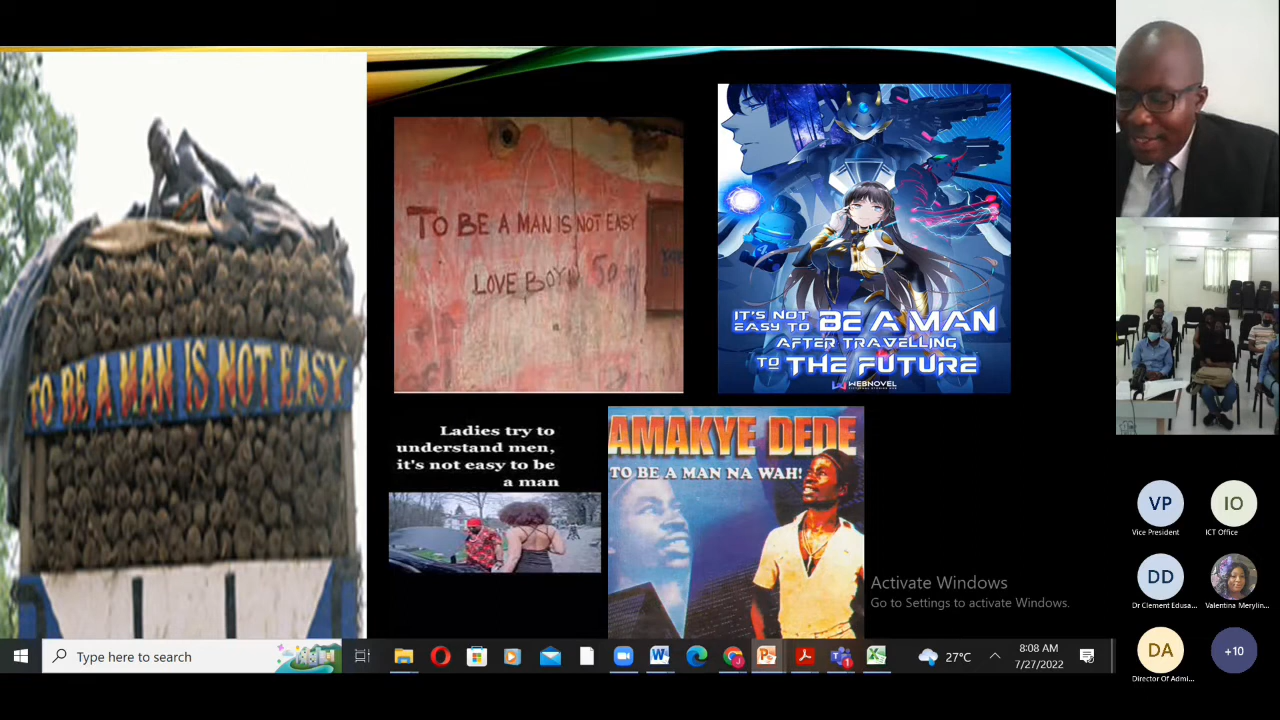 TO BE A MAN IS NOT EASY
TO BE A MAN IS NOT EASY
LOVE BOY
IT'S NOT
EASY TO BE A MAN
AFTER TRAVELLING
TO THE FUTURE
WEBNOVEL
Ladies try to
understand men,
it's not easy to be
a man
AMAKYE DEDE
TO BE A MAN NA WAH!
Activate Windows
Go to Settings to activate Windows.
VP
Vice President
IO
ICT Office
DD
Dr Clement Edusa...
Valentina Merylin...
DA
Director Of Admi...
+10
Type here to search
27°C
8:08 AM
7/27/2022